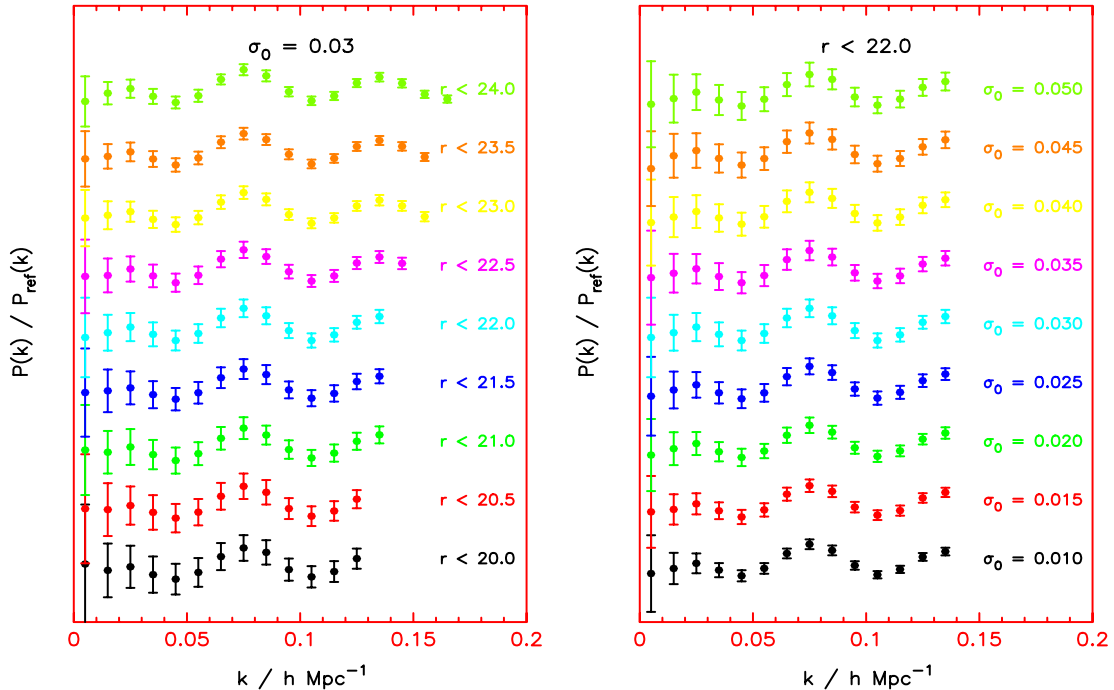 σ₀ = 0.03
r < 24.0
r < 23.5
r < 23.0
r < 22.5
r < 22.0
r < 21.5
r < 21.0
r < 20.5
r < 20.0
P(k) / P_ref(k)
0 0.05 0.1 0.15 0.2
k / h Mpc⁻¹
r < 22.0
σ₀ = 0.050
σ₀ = 0.045
σ₀ = 0.040
σ₀ = 0.035
σ₀ = 0.030
σ₀ = 0.025
σ₀ = 0.020
σ₀ = 0.015
σ₀ = 0.010
P(k) / P_ref(k)
0 0.05 0.1 0.15 0.2
k / h Mpc⁻¹